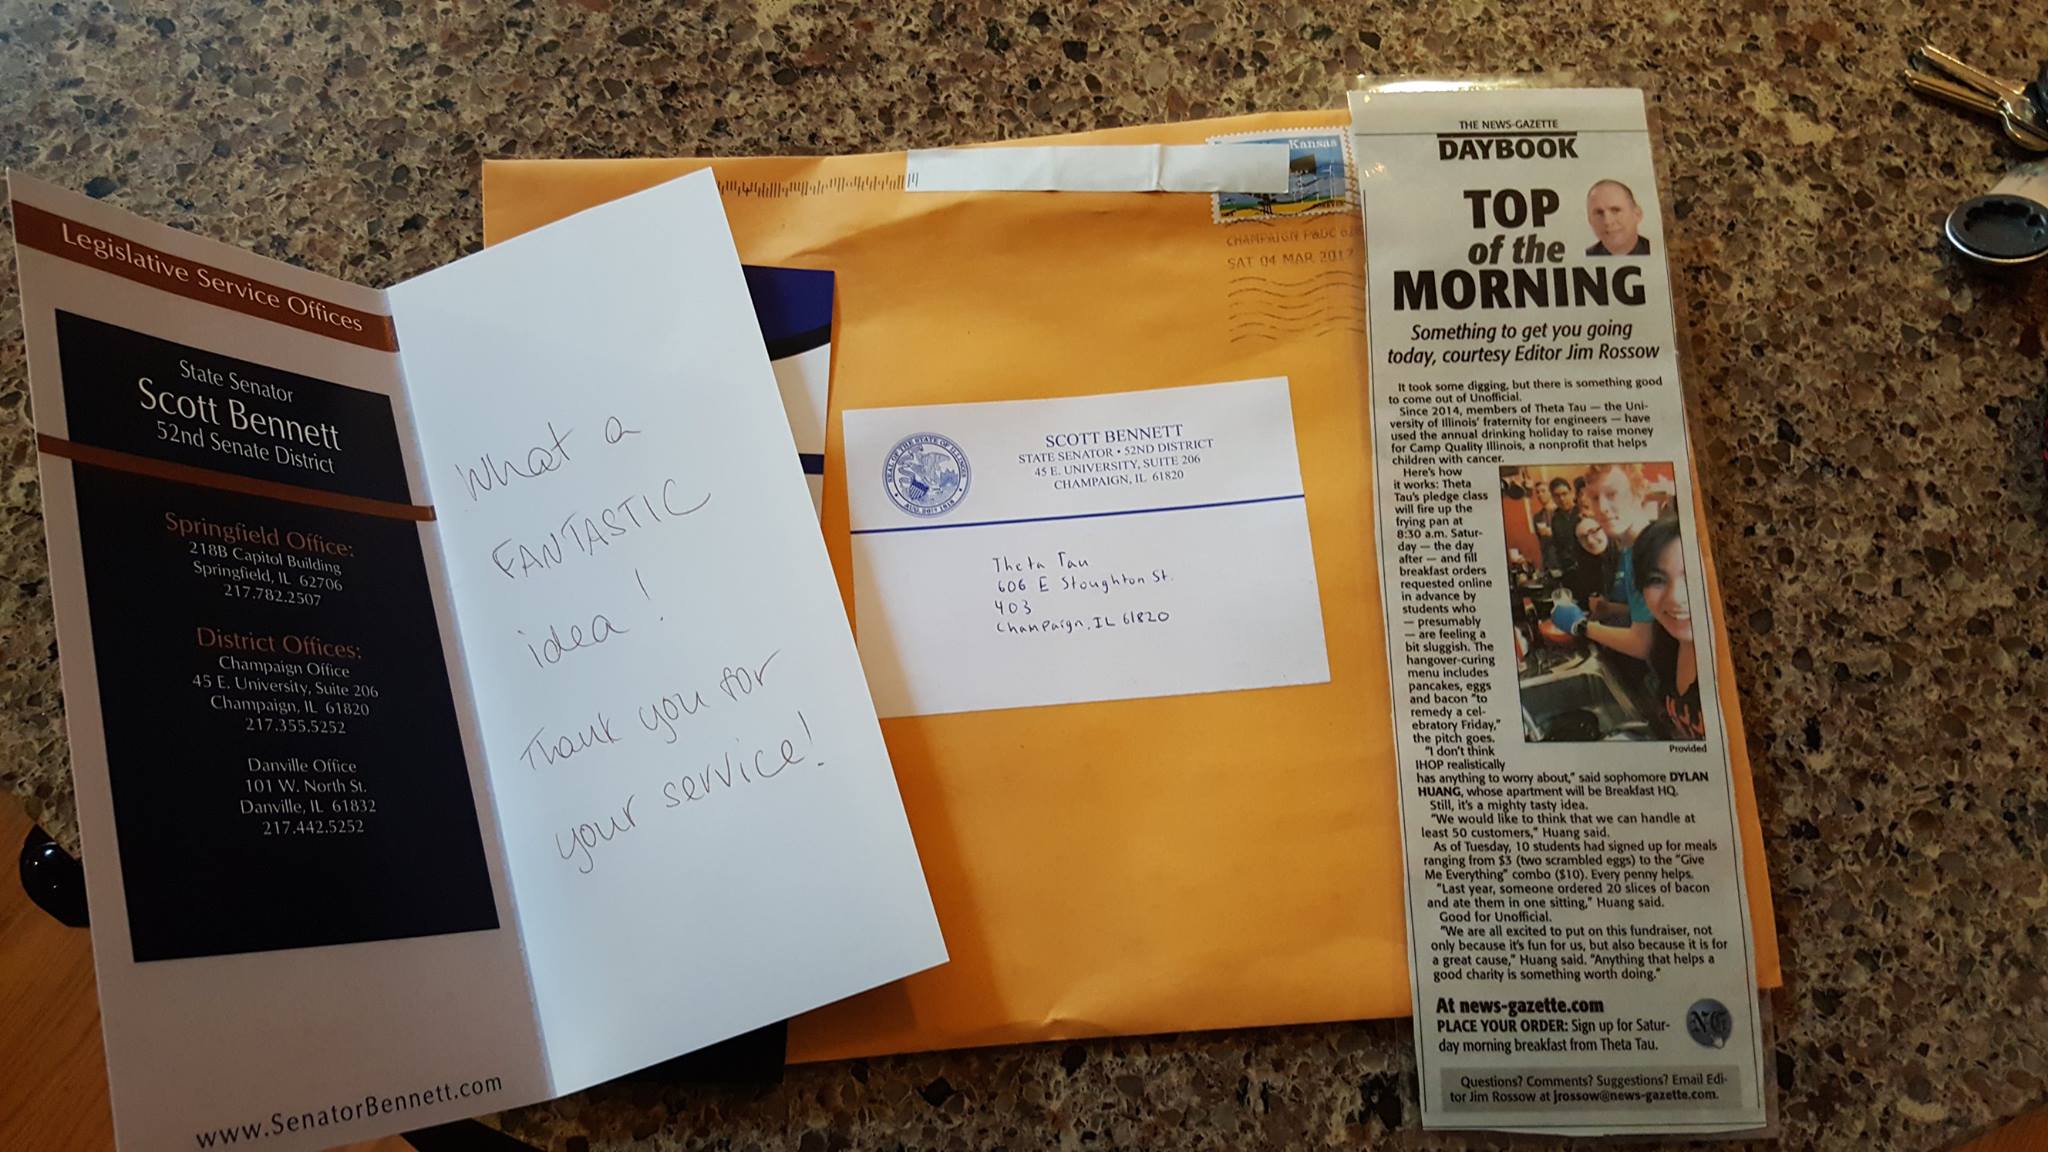 Legislative Service Offices
State Senator
Scott Bennett
52nd Senate District
Springfield Office:
218B Capitol Building
Springfield, IL 62706
217.782.2507
District Offices:
Champaign Office
45 E. University, Suite 206
Champaign, IL 61820
217.355.5252
Danville Office
101 W. North St.
Danville, IL 61832
217.442.5252
www.SenatorBennett.com
What a
FANTASTIC
idea!
Thank you for
your service!
Kansas
CHAMPAIGN P&DC
SAT 04 MAR 2017
SEAL OF THE STATE OF ILLINOIS
AUG. 26TH 1818
SCOTT BENNETT
STATE SENATOR • 52ND DISTRICT
45 E. UNIVERSITY, SUITE 206
CHAMPAIGN, IL 61820
Theta Tau
606 E Stoughton St.
403
Champaign, IL 61820
THE NEWS-GAZETTE
DAYBOOK
TOP
of the
MORNING
Something to get you going
today, courtesy Editor Jim Rossow
It took some digging, but there is something good
to come out of Unofficial.
Since 2014, members of Theta Tau — the Uni-
versity of Illinois' fraternity for engineers — have
used the annual drinking holiday to raise money
for Camp Quality Illinois, a nonprofit that helps
children with cancer.
Here's how
it works: Theta
Tau's pledge class
will fire up the
frying pan at
8:30 a.m. Satur-
day — the day
after — and fill
breakfast orders
requested online
in advance by
students who
— presumably
— are feeling a
bit sluggish. The
hangover-curing
menu includes
pancakes, eggs
and bacon "to
remedy a cel-
ebratory Friday,"
the pitch goes.
Provided
"I don't think
IHOP realistically
has anything to worry about," said sophomore DYLAN
HUANG, whose apartment will be Breakfast HQ.
Still, it's a mighty tasty idea.
"We would like to think that we can handle at
least 50 customers," Huang said.
As of Tuesday, 10 students had signed up for meals
ranging from $3 (two scrambled eggs) to the "Give
Me Everything" combo ($10). Every penny helps.
"Last year, someone ordered 20 slices of bacon
and ate them in one sitting," Huang said.
Good for Unofficial.
"We are all excited to put on this fundraiser, not
only because it's fun for us, but also because it is for
a great cause," Huang said. "Anything that helps a
good charity is something worth doing."
At news-gazette.com
PLACE YOUR ORDER: Sign up for Satur-
day morning breakfast from Theta Tau.
NG
Questions? Comments? Suggestions? Email Edi-
tor Jim Rossow at jrossow@news-gazette.com.